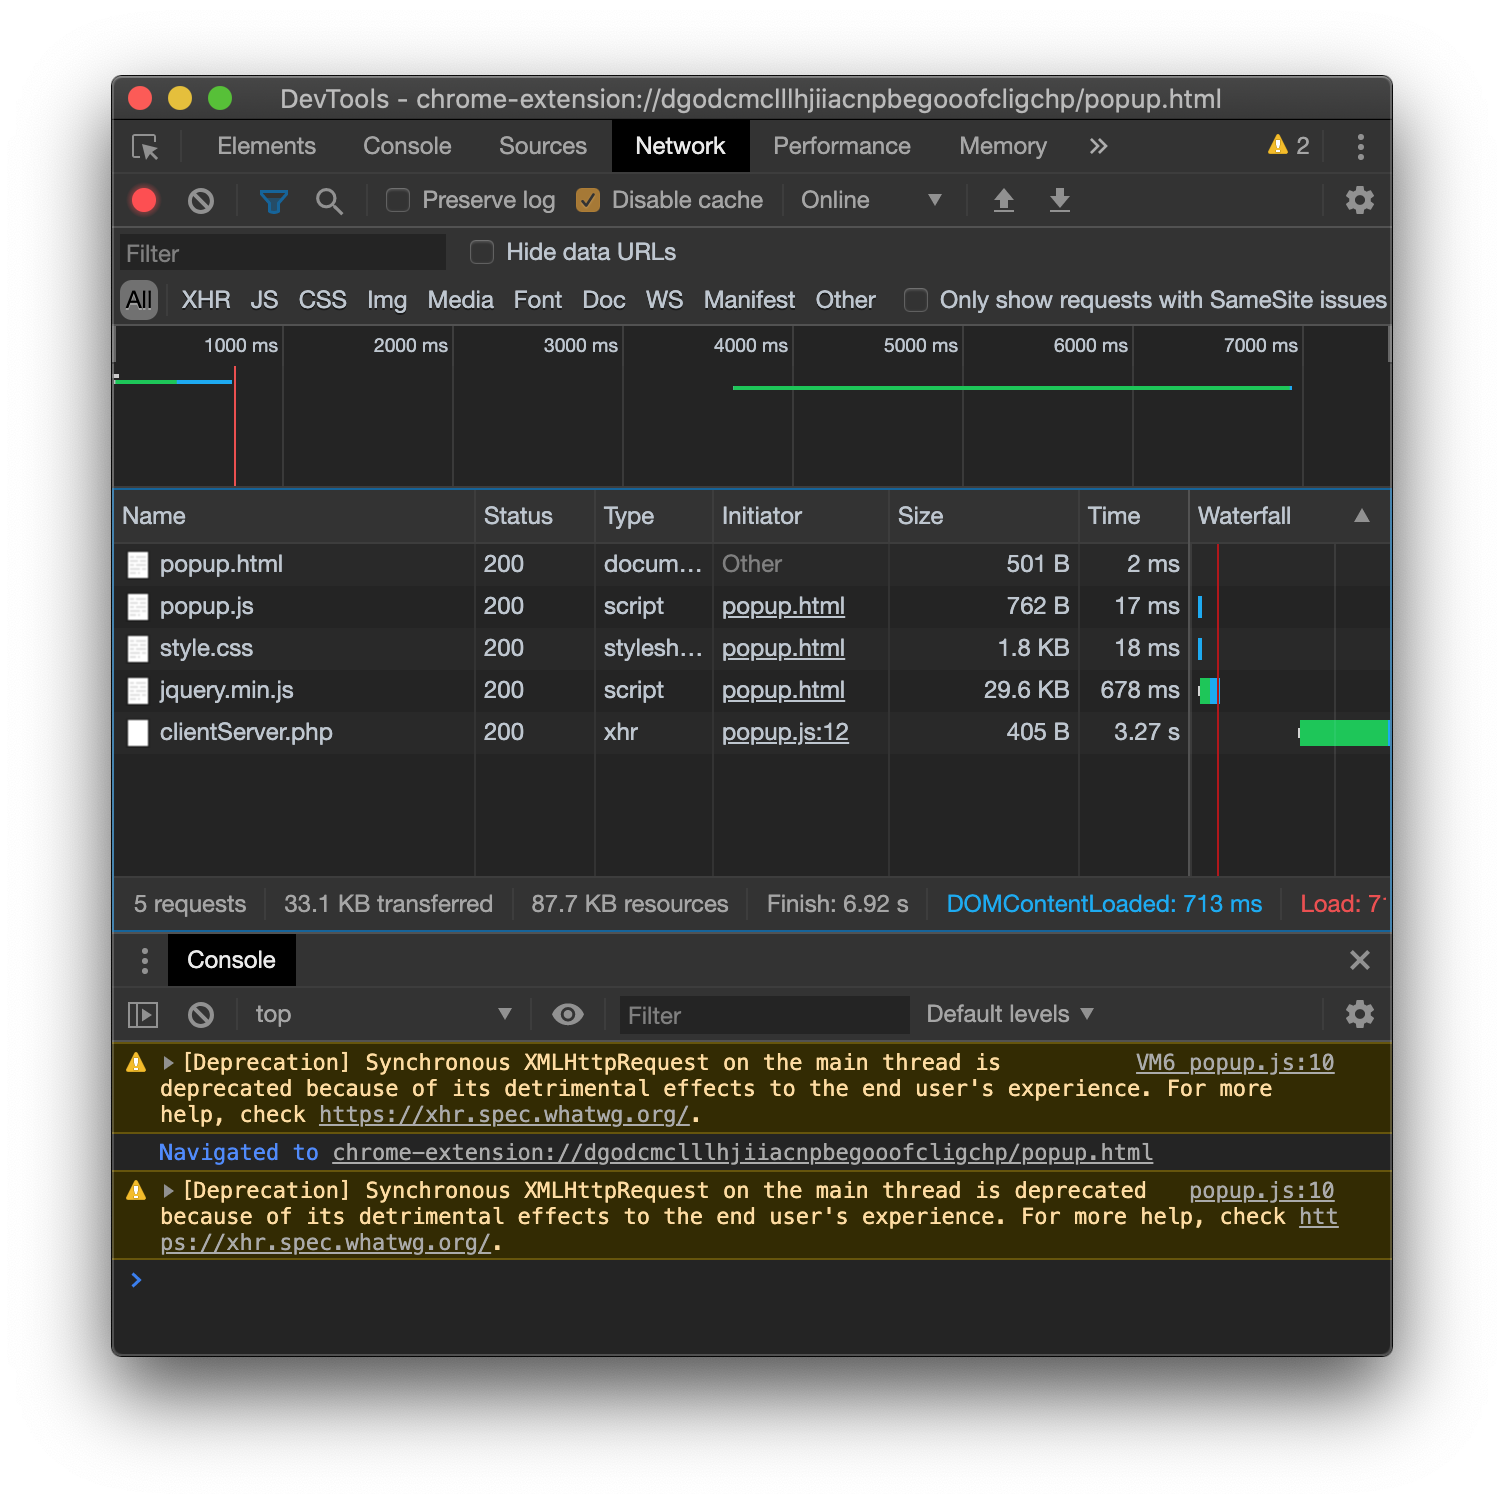 DevTools - chrome-extension://dgodcmclllhjiiacnpbegooofcligchp/popup.html
Elements Console Sources Network Performance Memory » 2
Preserve log Disable cache Online
Filter Hide data URLs
All XHR JS CSS Img Media Font Doc WS Manifest Other Only show requests with SameSite issues
1000 ms 2000 ms 3000 ms 4000 ms 5000 ms 6000 ms 7000 ms
Name Status Type Initiator Size Time Waterfall
popup.html 200 docum... Other 501 B 2 ms
popup.js 200 script popup.html 762 B 17 ms
style.css 200 stylesh... popup.html 1.8 KB 18 ms
jquery.min.js 200 script popup.html 29.6 KB 678 ms
clientServer.php 200 xhr popup.js:12 405 B 3.27 s
5 requests 33.1 KB transferred 87.7 KB resources Finish: 6.92 s DOMContentLoaded: 713 ms Load:
Console
top Filter Default levels
[Deprecation] Synchronous XMLHttpRequest on the main thread is VM6 popup.js:10
deprecated because of its detrimental effects to the end user's experience. For more
help, check https://xhr.spec.whatwg.org/.
Navigated to chrome-extension://dgodcmclllhjiiacnpbegooofcligchp/popup.html
[Deprecation] Synchronous XMLHttpRequest on the main thread is deprecated popup.js:10
because of its detrimental effects to the end user's experience. For more help, check htt
ps://xhr.spec.whatwg.org/.